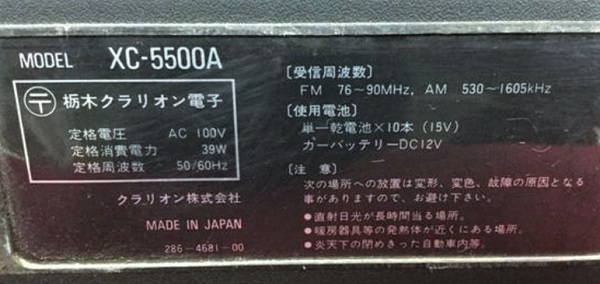 MODEL XC-5500A
〒 栃木クラリオン電子
定格電圧 AC 100V
定格消費電力 39W
定格周波数 50/60Hz
クラリオン株式会社
MADE IN JAPAN
286-4681-00
〔受信周波数〕
FM 76~90MHz, AM 530~1605kHz
〔使用電池〕
単一乾電池×10本 (15V)
カーバッテリーDC12V
〔注 意〕
次の場所への放置は変形、変色、故障の原因となる
事がありますので、お避け下さい。
●直射日光が長時間当る場所。
●暖房器具等の発熱体が近くにある場所。
●炎天下の閉めきった自動車内等。